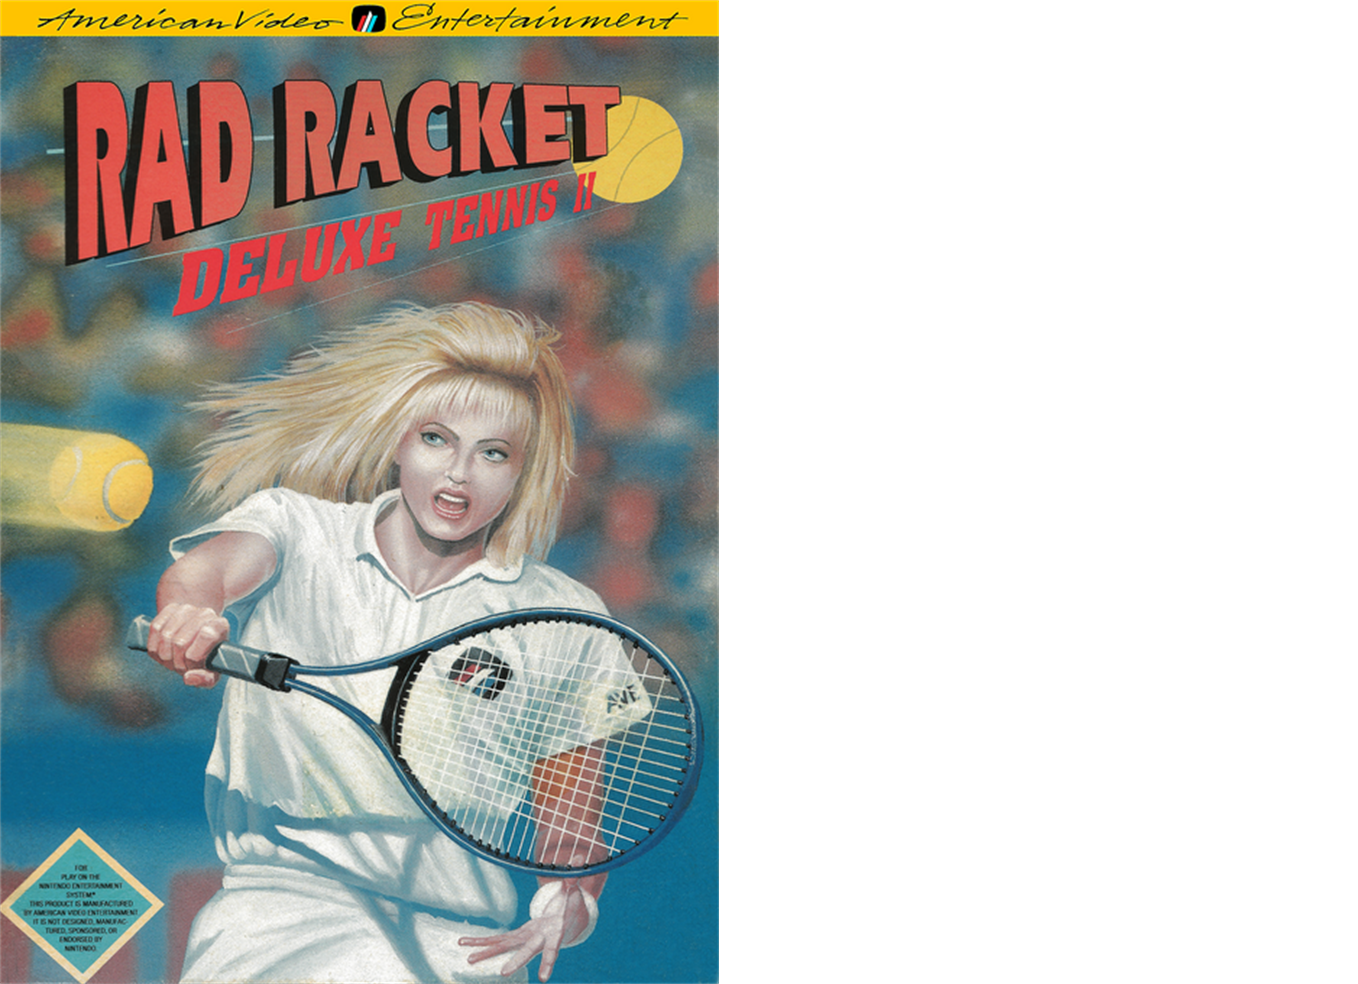 American Video Entertainment
RAD RACKET
DELUXE TENNIS II
AVE
FOR
PLAY ON THE
NINTENDO ENTERTAINMENT
SYSTEM.®
THIS PRODUCT IS MANUFACTURED
BY AMERICAN VIDEO ENTERTAINMENT
IT IS NOT DESIGNED, MANUFAC-
TURED, SPONSORED, OR
ENDORSED BY
NINTENDO.